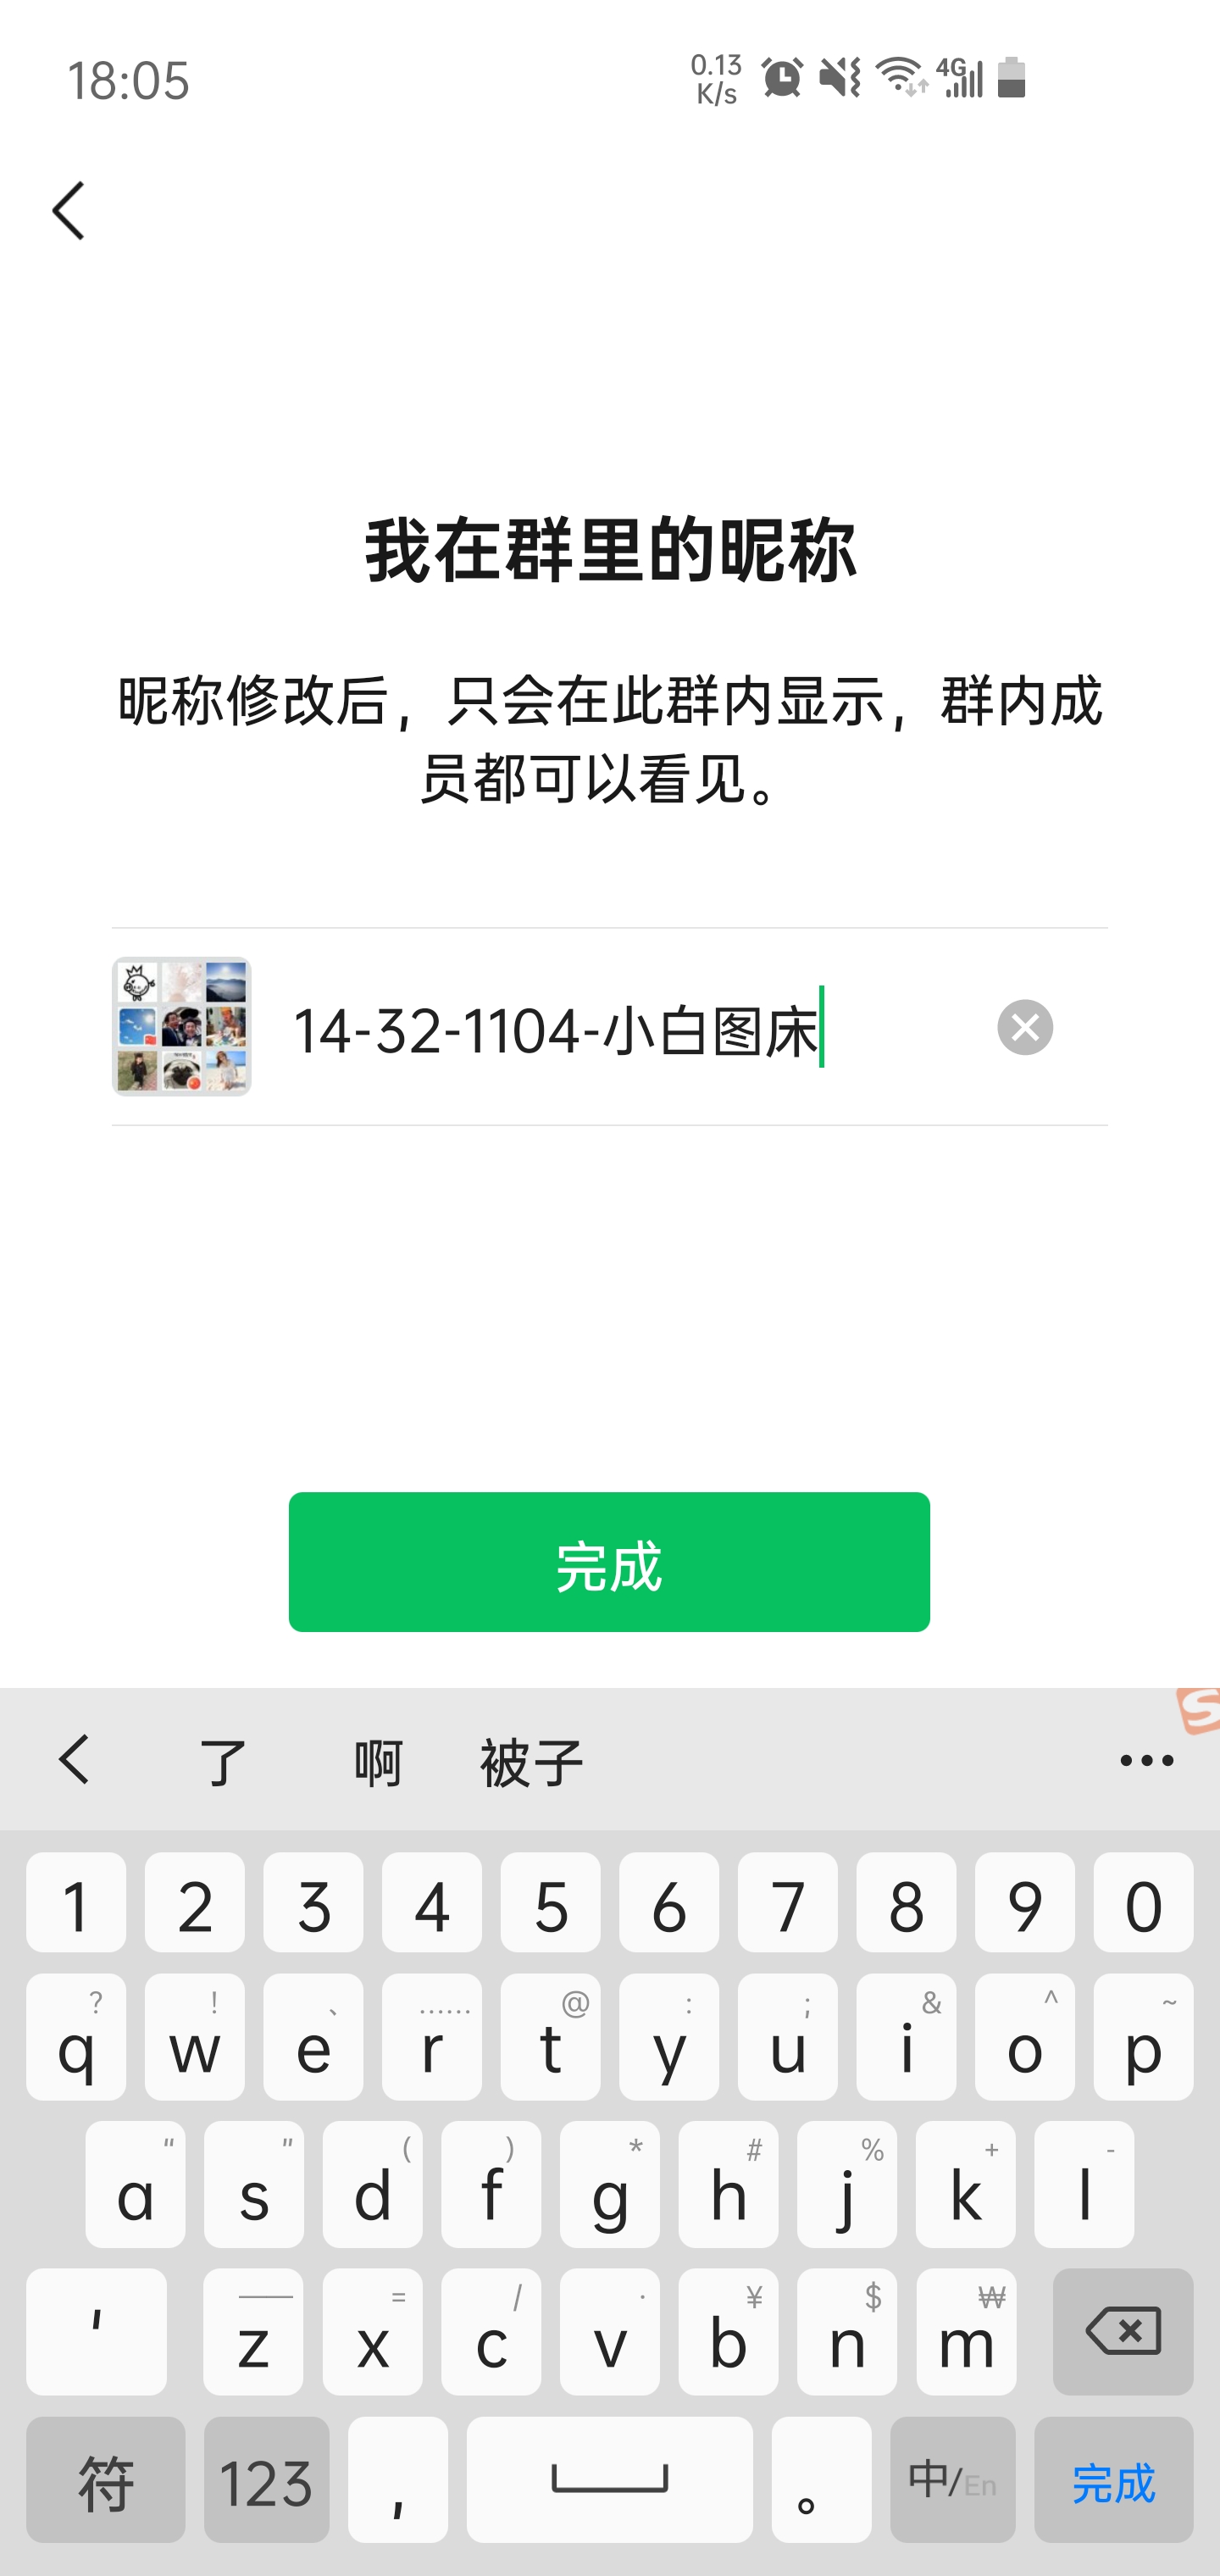 18:05
0.13
K/s
4G
我在群里的昵称
昵称修改后，只会在此群内显示，群内成
员都可以看见。
14-32-1104-小白图床
完成
S
了 啊 被子
1 2 3 4 5 6 7 8 9 0
? ! 、 …… @ : ; & ^ ~
q w e r t y u i o p
" " ( ) * # % + -
a s d f g h j k l
—— = / · ¥ $ ₩
' z x c v b n m
符 123 , 。 中/En 完成